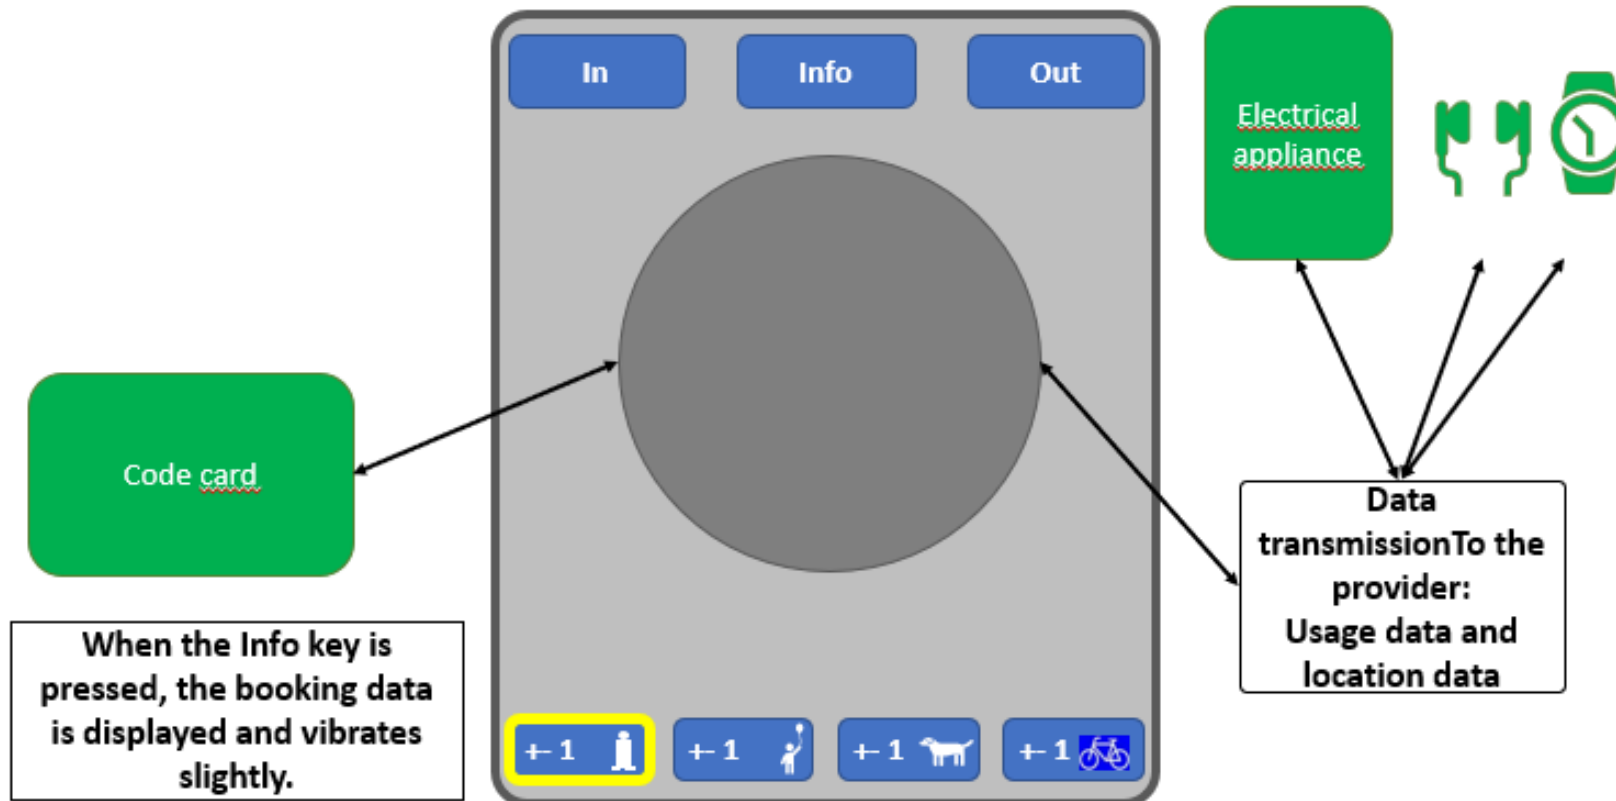 In
Info
Out
Electrical
appliance
Code card
Data
transmissionTo the
provider:
Usage data and
location data
When the Info key is
pressed, the booking data
is displayed and vibrates
slightly.
+- 1
+- 1
+- 1
+- 1